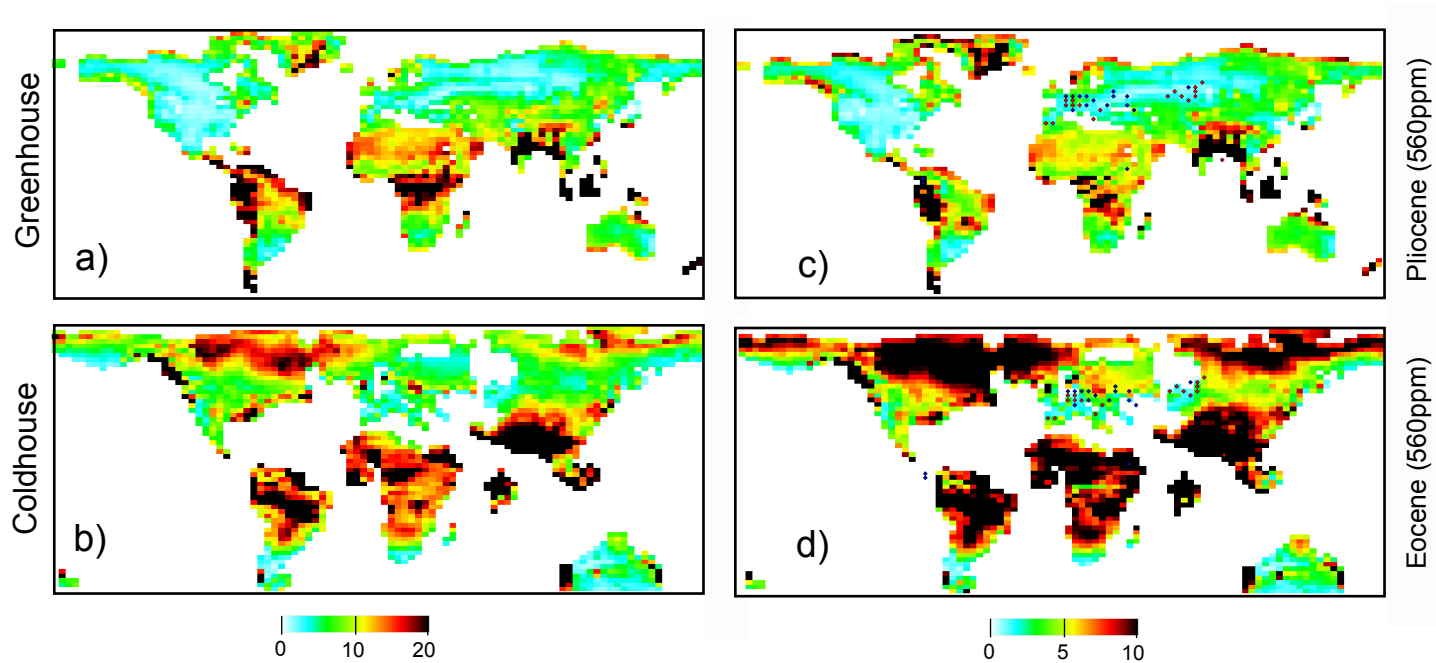 Greenhouse
a)
c)
Pliocene (560ppm)
Coldhouse
b)
d)
Eocene (560ppm)
0 10 20
0 5 10